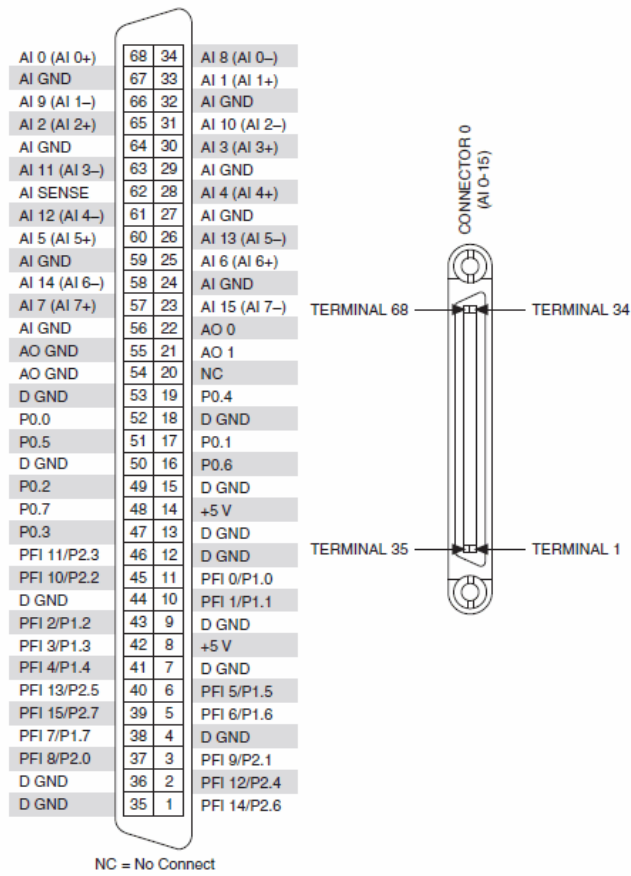 AI 0 (AI 0+) 68 34 AI 8 (AI 0–)
AI GND 67 33 AI 1 (AI 1+)
AI 9 (AI 1–) 66 32 AI GND
AI 2 (AI 2+) 65 31 AI 10 (AI 2–)
AI GND 64 30 AI 3 (AI 3+)
AI 11 (AI 3–) 63 29 AI GND
AI SENSE 62 28 AI 4 (AI 4+)
AI 12 (AI 4–) 61 27 AI GND
AI 5 (AI 5+) 60 26 AI 13 (AI 5–)
AI GND 59 25 AI 6 (AI 6+)
AI 14 (AI 6–) 58 24 AI GND
AI 7 (AI 7+) 57 23 AI 15 (AI 7–)
AI GND 56 22 AO 0
AO GND 55 21 AO 1
AO GND 54 20 NC
D GND 53 19 P0.4
P0.0 52 18 D GND
P0.5 51 17 P0.1
D GND 50 16 P0.6
P0.2 49 15 D GND
P0.7 48 14 +5 V
P0.3 47 13 D GND
PFI 11/P2.3 46 12 D GND
PFI 10/P2.2 45 11 PFI 0/P1.0
D GND 44 10 PFI 1/P1.1
PFI 2/P1.2 43 9 D GND
PFI 3/P1.3 42 8 +5 V
PFI 4/P1.4 41 7 D GND
PFI 13/P2.5 40 6 PFI 5/P1.5
PFI 15/P2.7 39 5 PFI 6/P1.6
PFI 7/P1.7 38 4 D GND
PFI 8/P2.0 37 3 PFI 9/P2.1
D GND 36 2 PFI 12/P2.4
D GND 35 1 PFI 14/P2.6
NC = No Connect
CONNECTOR 0
(AI 0-15)
TERMINAL 68 TERMINAL 34
TERMINAL 35 TERMINAL 1